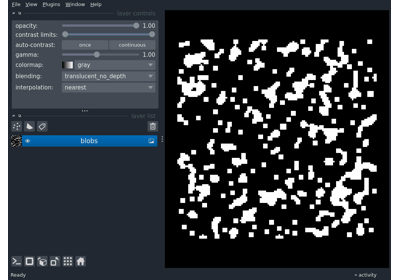 File View Plugins Window Help
layer controls
opacity: 1.00
contrast limits:
auto-contrast: once continuous
gamma: 1.00
colormap: gray
blending: translucent_no_depth
interpolation: nearest
layer list
blobs
Ready
activity